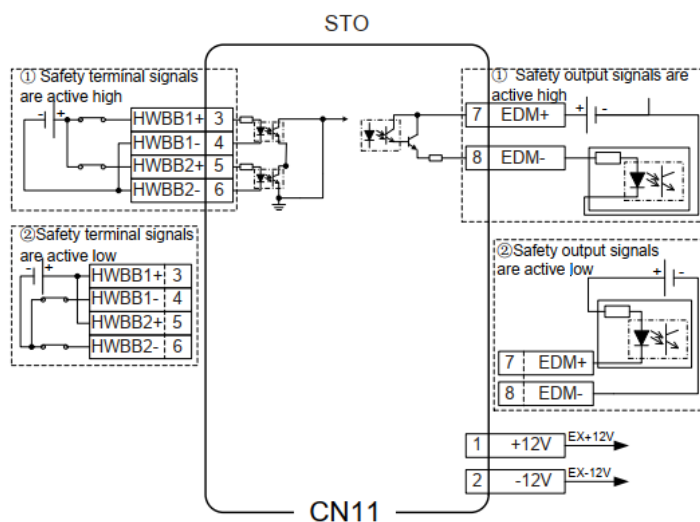 STO
① Safety terminal signals
are active high
- +
HWBB1+ 3
HWBB1- 4
HWBB2+ 5
HWBB2- 6
②Safety terminal signals
are active low
- +
HWBB1+ 3
HWBB1- 4
HWBB2+ 5
HWBB2- 6
① Safety output signals are
active high
7 EDM+
+ -
8 EDM-
②Safety output signals
are active low
+ -
7 EDM+
8 EDM-
1 +12V EX+12V
2 -12V EX-12V
CN11